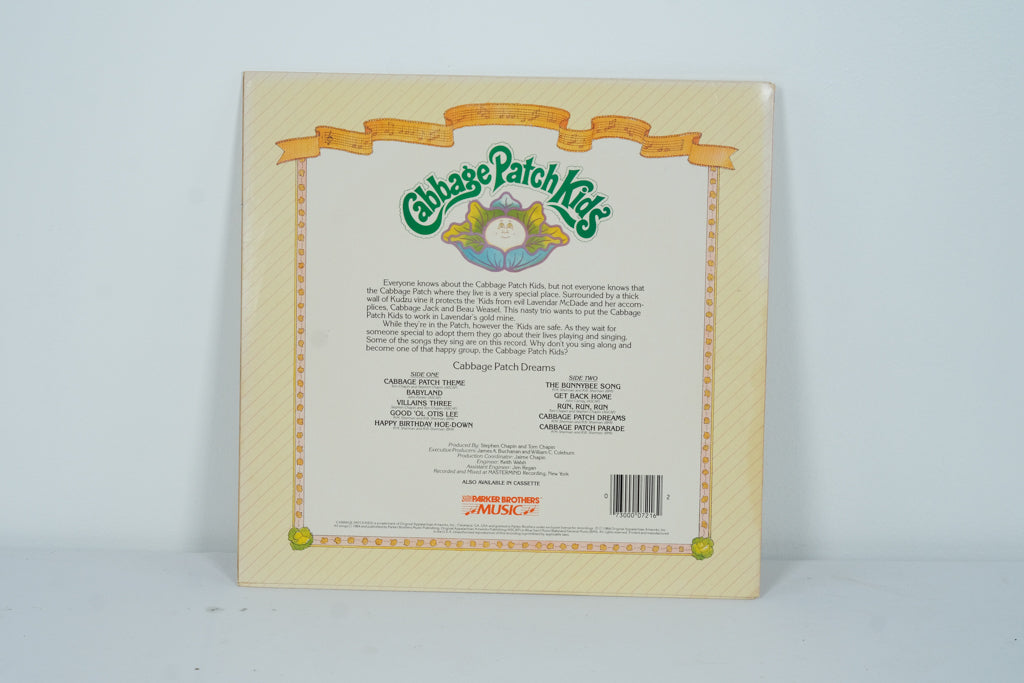 Cabbage Patch Kids
Everyone knows about the Cabbage Patch Kids, but not everyone knows that
the Cabbage Patch where they live is a very special place. Surrounded by a thick
wall of Kudzu vine it protects the 'Kids from evil Lavendar McDade and her accom-
plices, Cabbage Jack and Beau Weasel. This nasty trio wants to put the Cabbage
Patch Kids to work in Lavendar's gold mine.
While they're in the Patch, however the 'Kids are safe. As they wait for
someone special to adopt them they go about their lives playing and singing.
Some of the songs they sing are on this record. Why don't you sing along and
become one of that happy group, the Cabbage Patch Kids?
Cabbage Patch Dreams
SIDE ONE
CABBAGE PATCH THEME
BABYLAND
VILLAINS THREE
GOOD 'OL OTIS LEE
HAPPY BIRTHDAY HOE-DOWN
SIDE TWO
THE BUNNYBEE SONG
GET BACK HOME
RUN, RUN, RUN
CABBAGE PATCH DREAMS
CABBAGE PATCH PARADE
Produced By: Stephen Chapin and Tom Chapin
Executive Producers: James A. Buchanan and William C. Coleburn
Production Coordinator: Jaime Chapin
Engineer: Keith Walsh
Assistant Engineer: Jim Regan
Recorded and Mixed at MASTERMIND Recording, New York
ALSO AVAILABLE IN CASSETTE
PARKER BROTHERS
MUSIC
0 73000 07216 2